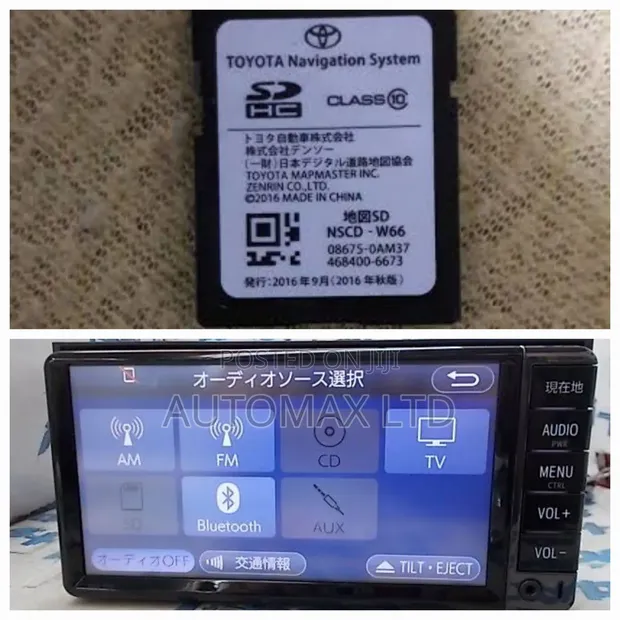 TOYOTA Navigation System
SD
HC
CLASS 10
トヨタ自動車株式会社
株式会社デンソー
(一財)日本デジタル道路地図協会
TOYOTA MAPMASTER INC.
ZENRIN CO.,LTD.
©2016 MADE IN CHINA
地図SD
NSCD - W66
08675-0AM37
468400-6673
発行:2016年9月(2016年秋版)
POSTED ON JIJI
AUTOMAX LTD
オーディオソース選択
現在地
AM
FM
CD
TV
AUDIO
PWR
MENU
CTRL
SD
Bluetooth
AUX
VOL+
オーディオOFF
交通情報
TILT・EJECT
VOL-